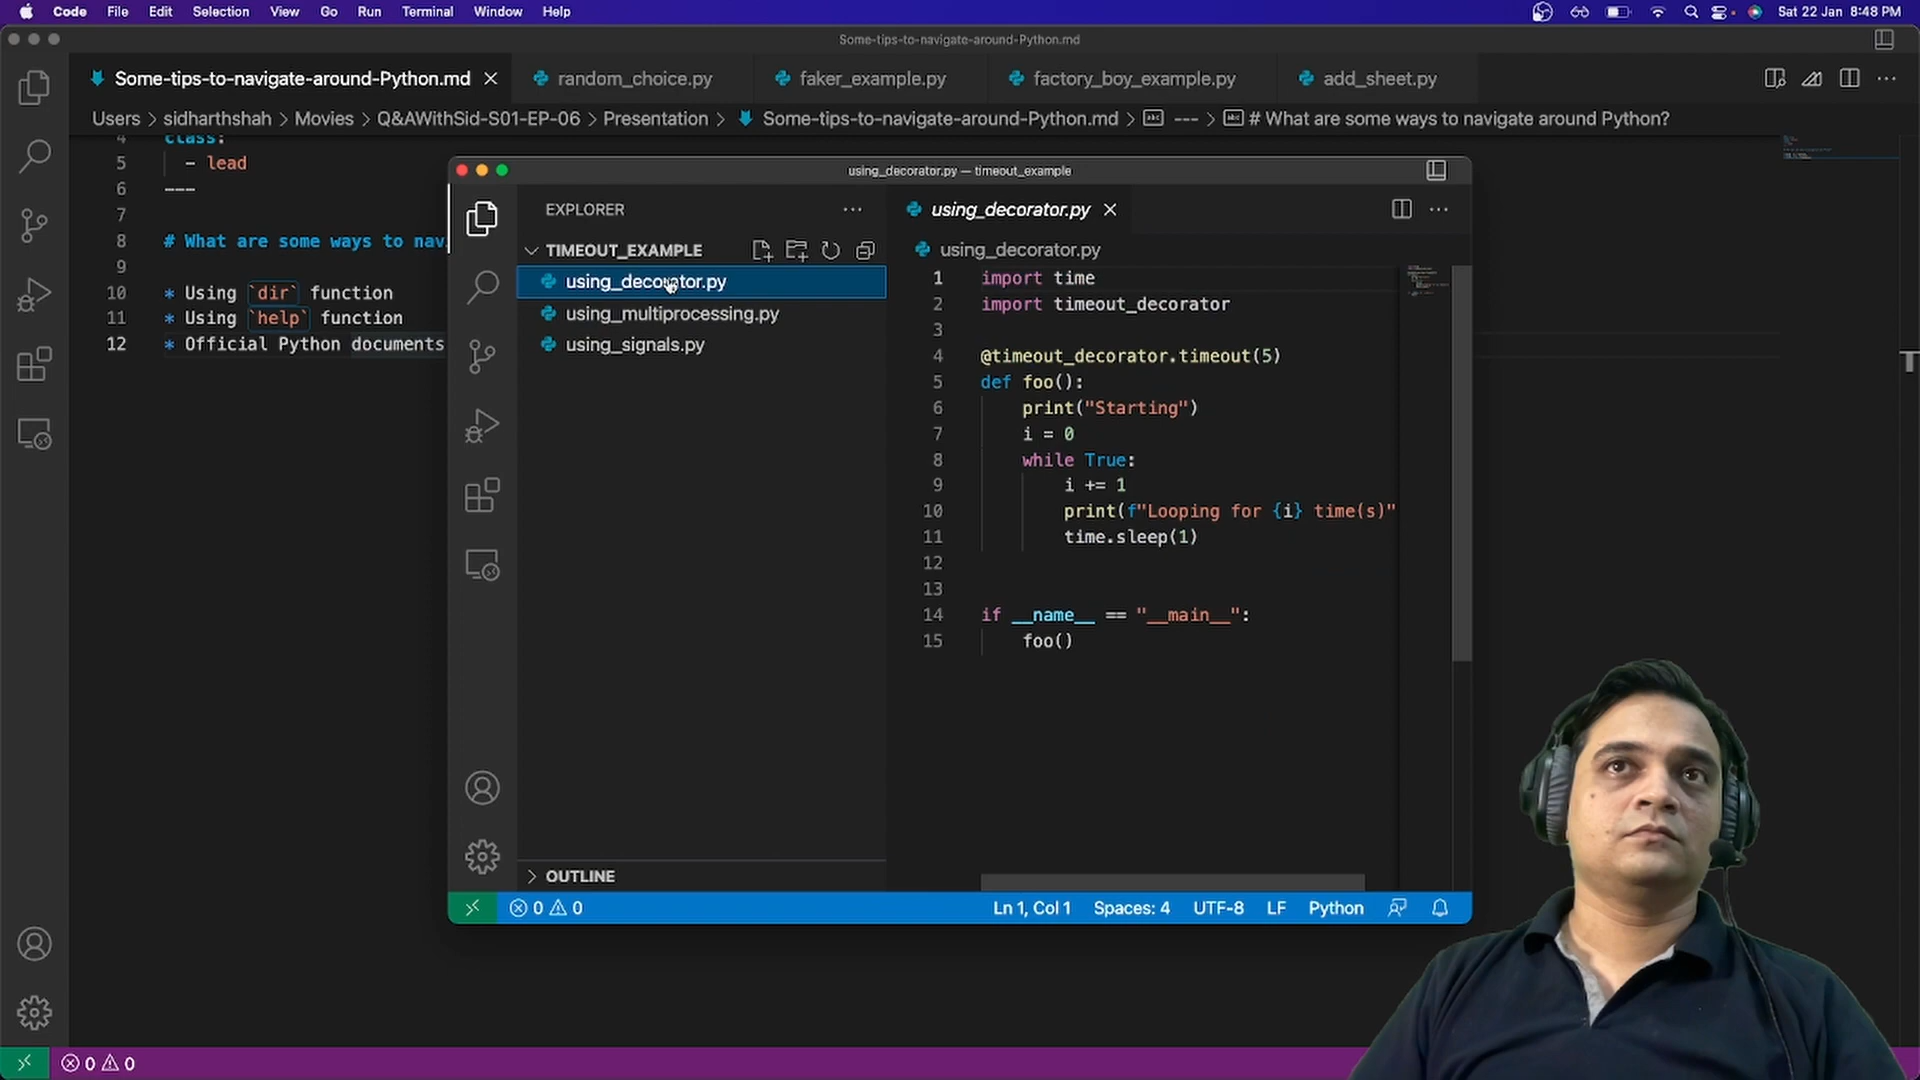 Code File Edit Selection View Go Run Terminal Window Help
Sat 22 Jan 8:48 PM
Some-tips-to-navigate-around-Python.md
Some-tips-to-navigate-around-Python.md random_choice.py faker_example.py factory_boy_example.py add_sheet.py
Users > sidharthshah > Movies > Q&AWithSid-S01-EP-06 > Presentation > Some-tips-to-navigate-around-Python.md > abc --- > abc # What are some ways to navigate around Python?
4 class:
5 - lead
6 ---
7
8 # What are some ways to nav
9
10 * Using `dir` function
11 * Using `help` function
12 * Official Python documents
using_decorator.py — timeout_example
EXPLORER
TIMEOUT_EXAMPLE
using_decorator.py
using_multiprocessing.py
using_signals.py
OUTLINE
using_decorator.py
using_decorator.py
1 import time
2 import timeout_decorator
3
4 @timeout_decorator.timeout(5)
5 def foo():
6 print("Starting")
7 i = 0
8 while True:
9 i += 1
10 print(f"Looping for {i} time(s)"
11 time.sleep(1)
12
13
14 if __name__ == "__main__":
15 foo()
0 0 Ln 1, Col 1 Spaces: 4 UTF-8 LF Python
0 0